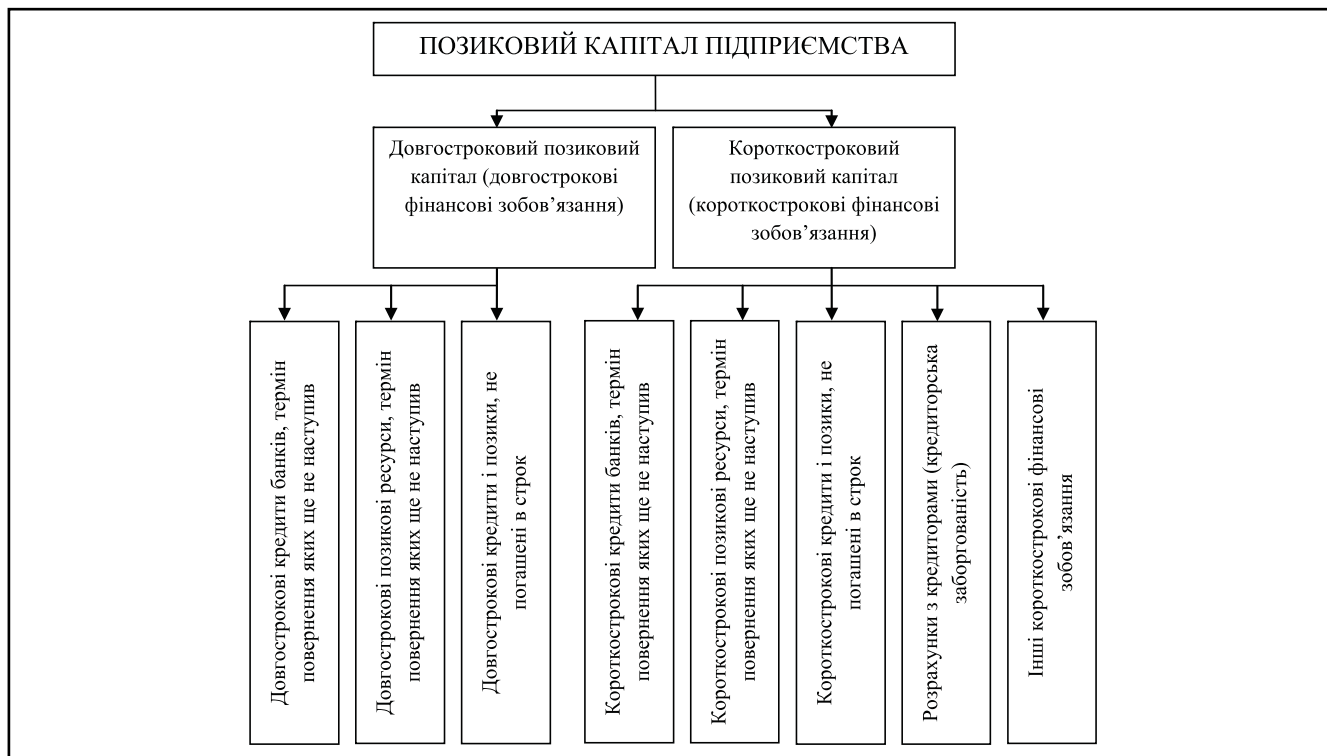 ПОЗИКОВИЙ КАПІТАЛ ПІДПРИЄМСТВА
Довгостроковий позиковий
капітал (довгострокові
фінансові зобов’язання)
Короткостроковий
позиковий капітал
(короткострокові фінансові
зобов’язання)
Довгострокові кредити банків, термін
повернення яких ще не наступив
Довгострокові позикові ресурси, термін
повернення яких ще не наступив
Довгострокові кредити і позики, не
погашені в строк
Короткострокові кредити банків, термін
повернення яких ще не наступив
Короткострокові позикові ресурси, термін
повернення яких ще не наступив
Короткострокові кредити і позики, не
погашені в строк
Розрахунки з кредиторами (кредиторська
заборгованість)
Інші короткострокові фінансові
зобов’язання